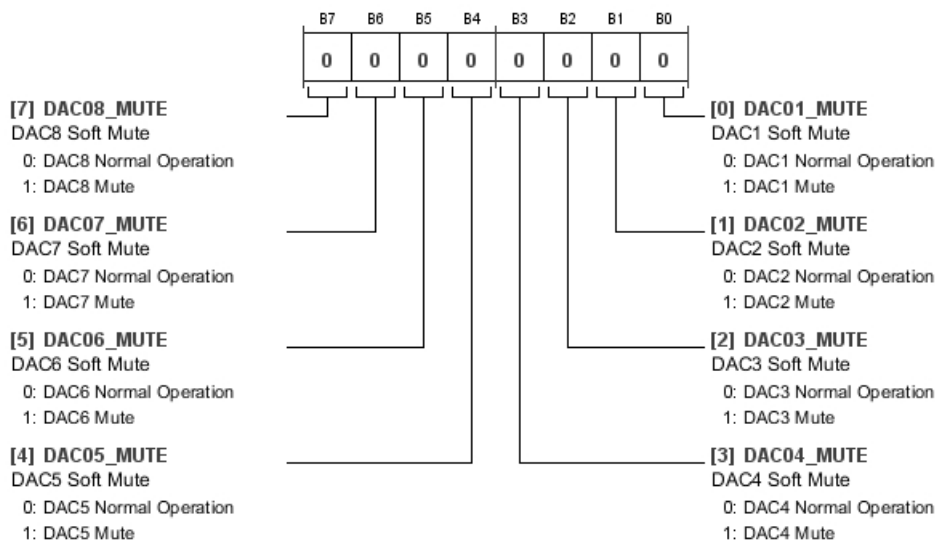 B7 B6 B5 B4 B3 B2 B1 B0
0 0 0 0 0 0 0 0
[7] DAC08_MUTE
DAC8 Soft Mute
0: DAC8 Normal Operation
1: DAC8 Mute
[6] DAC07_MUTE
DAC7 Soft Mute
0: DAC7 Normal Operation
1: DAC7 Mute
[5] DAC06_MUTE
DAC6 Soft Mute
0: DAC6 Normal Operation
1: DAC6 Mute
[4] DAC05_MUTE
DAC5 Soft Mute
0: DAC5 Normal Operation
1: DAC5 Mute
[0] DAC01_MUTE
DAC1 Soft Mute
0: DAC1 Normal Operation
1: DAC1 Mute
[1] DAC02_MUTE
DAC2 Soft Mute
0: DAC2 Normal Operation
1: DAC2 Mute
[2] DAC03_MUTE
DAC3 Soft Mute
0: DAC3 Normal Operation
1: DAC3 Mute
[3] DAC04_MUTE
DAC4 Soft Mute
0: DAC4 Normal Operation
1: DAC4 Mute